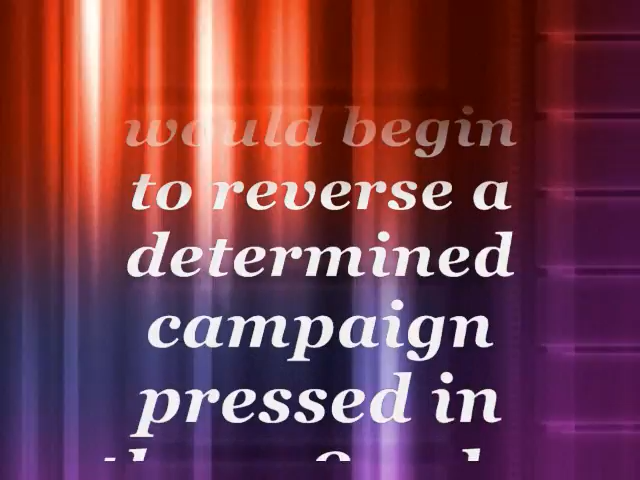 would begin
to reverse a
determined
campaign
pressed in